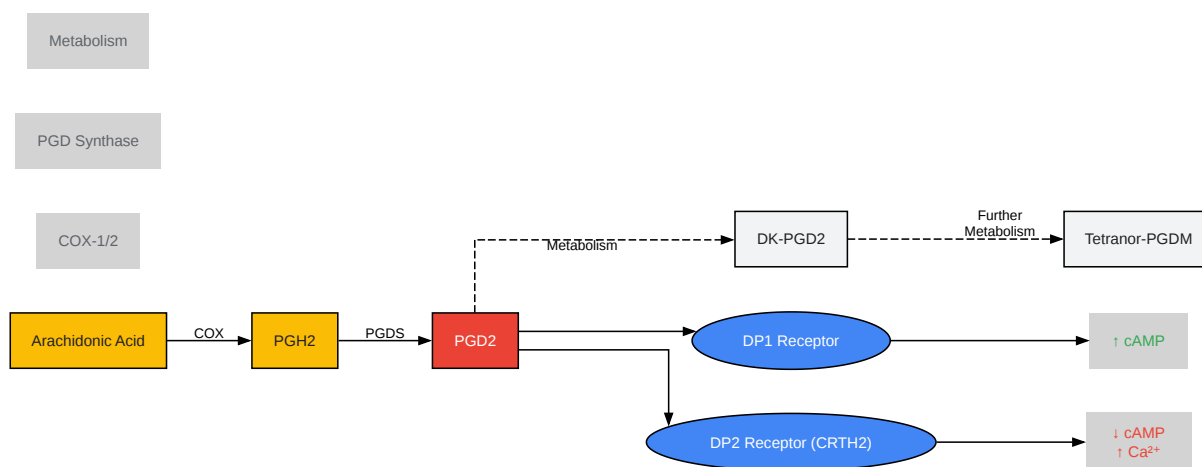 Metabolism
PGD Synthase
COX-1/2
Metabolism
DK-PGD2
Further
Metabolism
Tetranor-PGDM
Arachidonic Acid
COX
PGH2
PGDS
PGD2
DP1 Receptor
↑ cAMP
DP2 Receptor (CRTH2)
↓ cAMP
↑ Ca²⁺